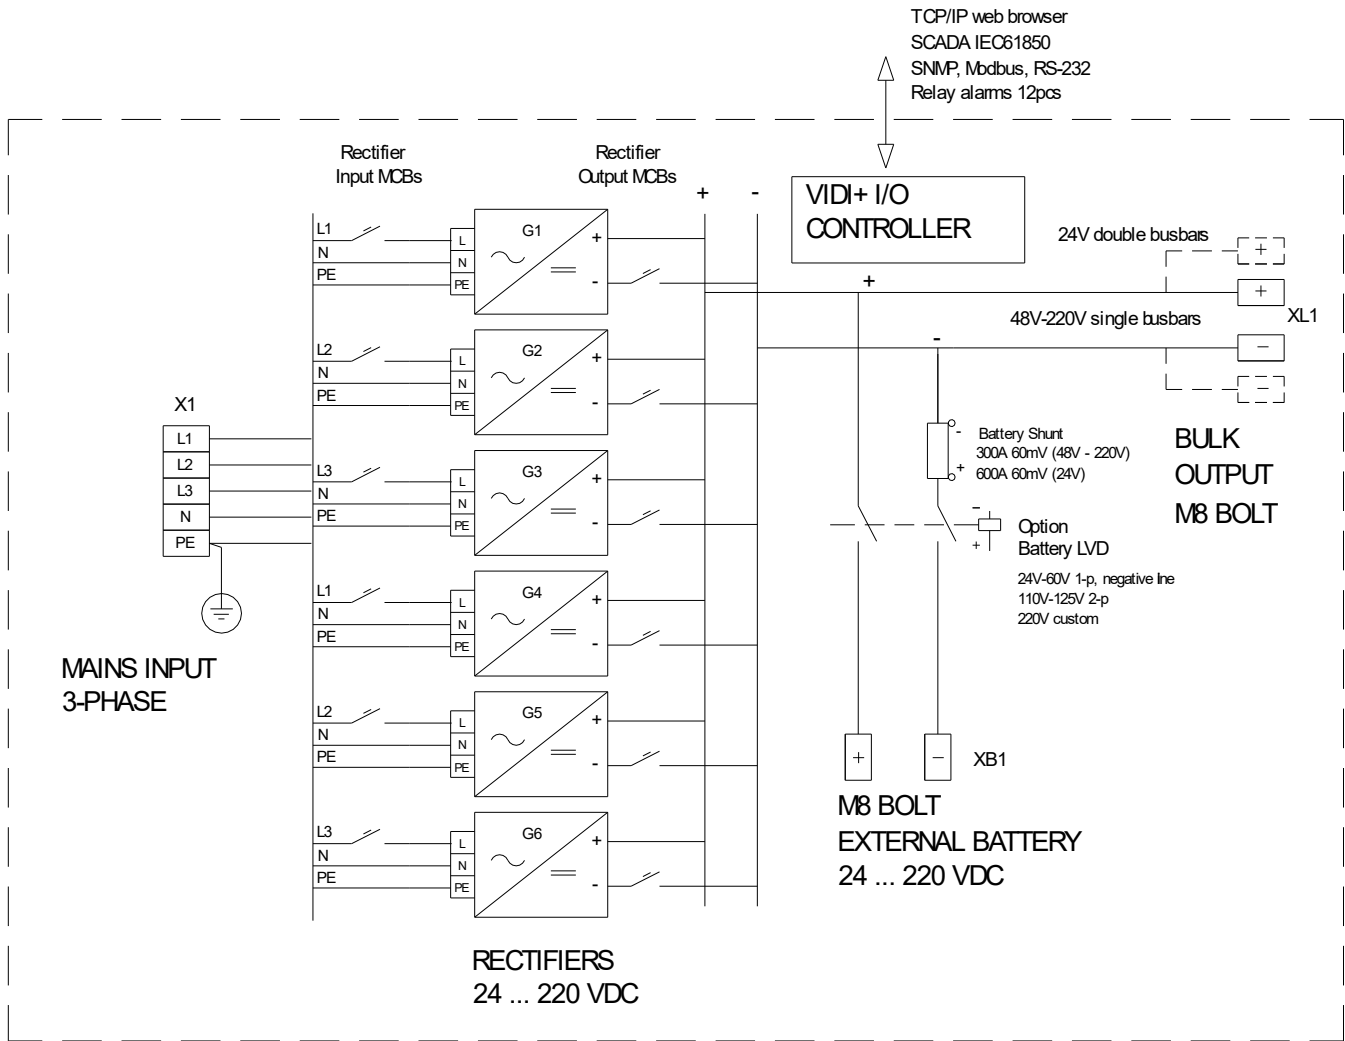 TCP/IP web browser
SCADA IEC61850
SNMP, Modbus, RS-232
Relay alarms 12pcs
Rectifier
Input MCBs
Rectifier
Output MCBs
+ -
VIDI+ I/O
CONTROLLER
24V double busbars
+
+
+
XL1
48V-220V single busbars
-
−
−
L1
N
PE
L
N
PE
G1
+
-
L2
N
PE
L
N
PE
G2
+
-
X1
L1
L2
L3
N
PE
L3
N
PE
L
N
PE
G3
+
-
L1
N
PE
L
N
PE
G4
+
-
L2
N
PE
L
N
PE
G5
+
-
L3
N
PE
L
N
PE
G6
+
-
MAINS INPUT
3-PHASE
- Battery Shunt
300A 60mV (48V - 220V)
+ 600A 60mV (24V)
BULK
OUTPUT
M8 BOLT
−
+
Option
Battery LVD
24V-60V 1-p, negative line
110V-125V 2-p
220V custom
+ − XB1
M8 BOLT
EXTERNAL BATTERY
24 ... 220 VDC
RECTIFIERS
24 ... 220 VDC